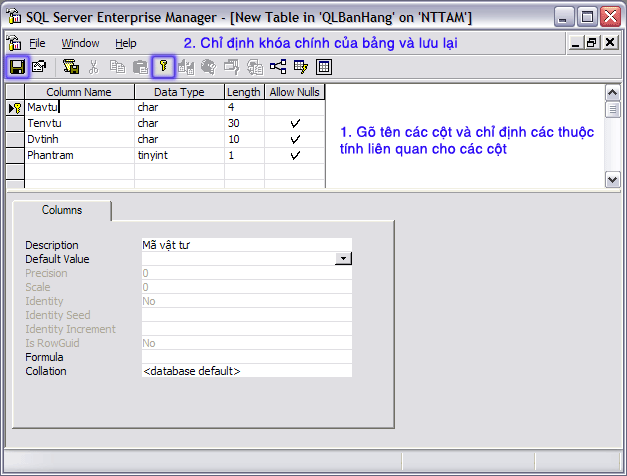 SQL Server Enterprise Manager - [New Table in 'QLBanHang' on 'NTTAM']
File Window Help
2. Chỉ định khóa chính của bảng và lưu lại
Column Name Data Type Length Allow Nulls
Mavtu char 4
Tenvtu char 30
Dvtinh char 10
Phantram tinyint 1
1. Gõ tên các cột và chỉ định các thuộc
tính liên quan cho các cột
Columns
Description Mã vật tư
Default Value
Precision 0
Scale 0
Identity No
Identity Seed
Identity Increment
Is RowGuid No
Formula
Collation <database default>